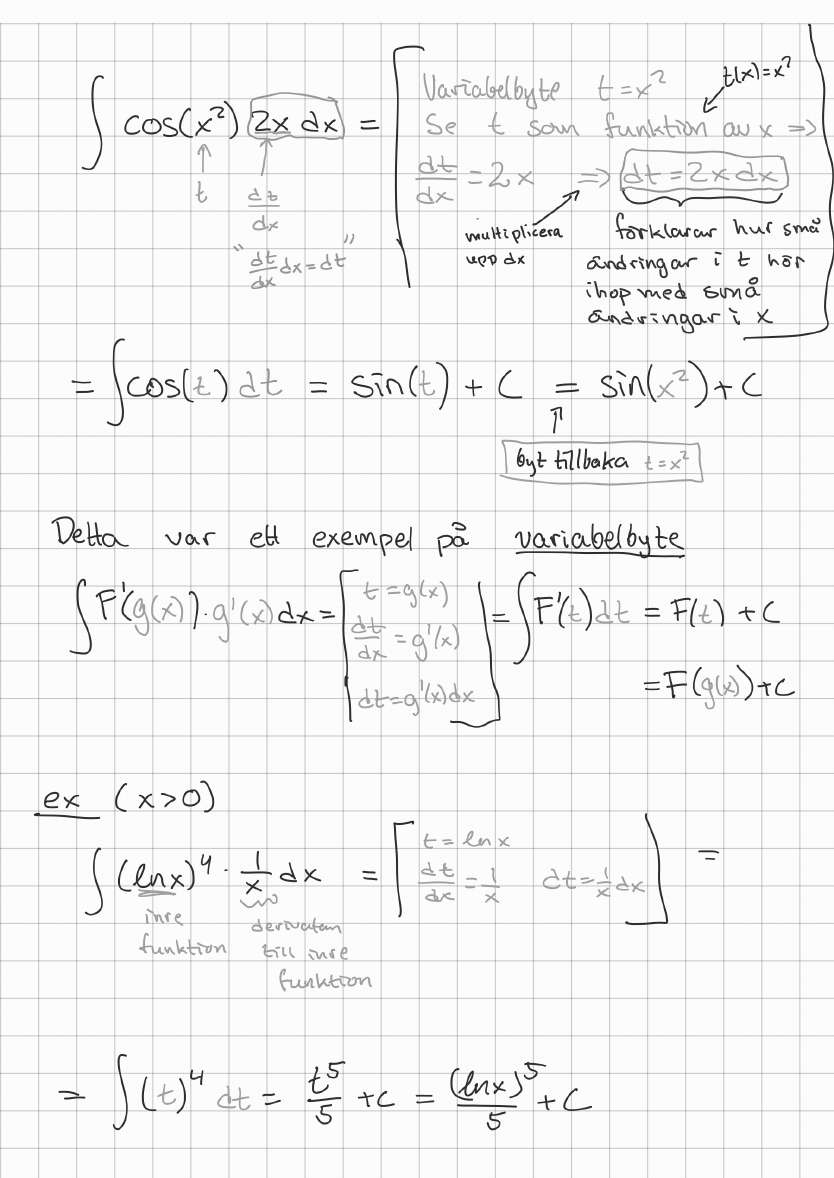 ∫ cos(x²) 2x dx = [ Variabelbyte t = x²
t(x) = x²
Se t som funktion av x =>
dt/dx = 2x => dt = 2x dx
t
dt/dx
"dt/dx dx = dt"
multiplicera
upp dx
förklarar hur små
ändringar i t hör
ihop med små
ändringar i x ]
= ∫ cos(t) dt = sin(t) + C = sin(x²) + C
byt tillbaka t = x²
Detta var ett exempel på variabelbyte
∫ F'(g(x)) · g'(x) dx = [ t = g(x)
dt/dx = g'(x)
dt = g'(x) dx ] = ∫ F'(t) dt = F(t) + C
= F(g(x)) + C
ex (x > 0)
∫ (ln x)⁴ · 1/x dx = [ t = ln x
dt/dx = 1/x dt = 1/x dx ] =
inre
funktion
derivatan
till inre
funktion
= ∫ (t)⁴ dt = t⁵/5 + C = (ln x)⁵/5 + C